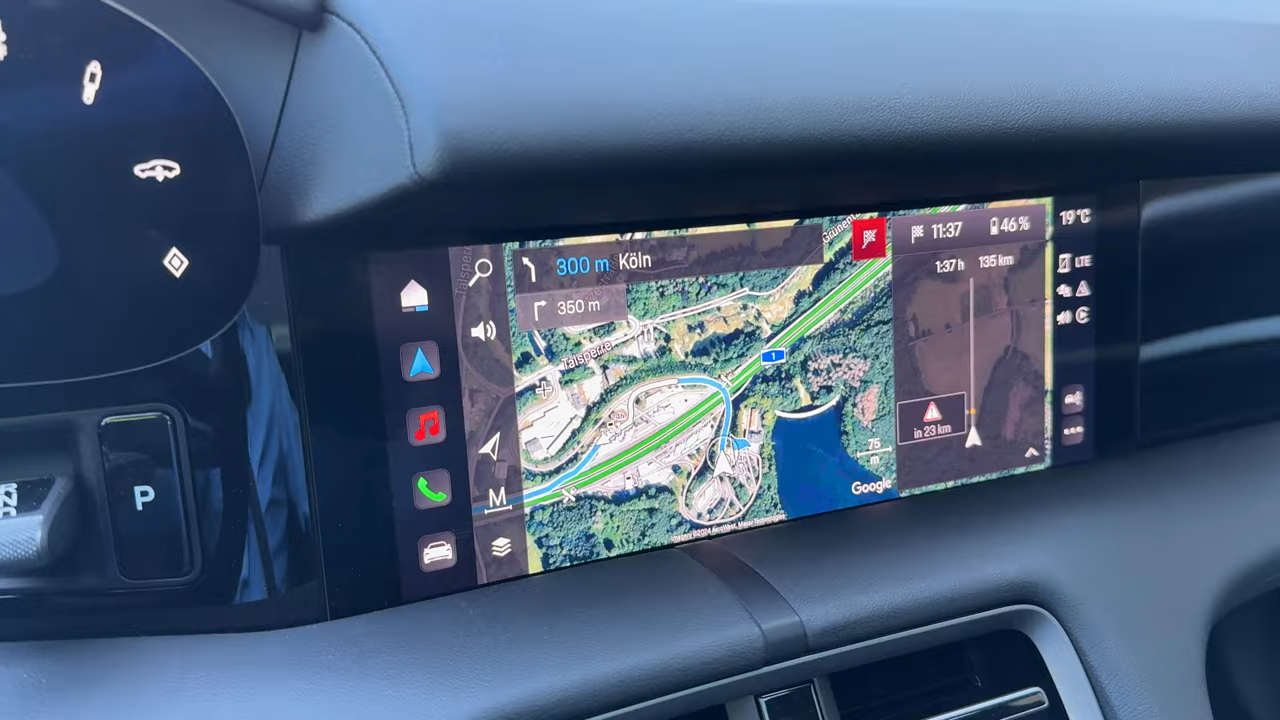 300 m Köln
350 m
Talsperre
1
M
75
m
Google
11:37 46%
1:37 h 135 km
in 23 km
19°C
LTE
P